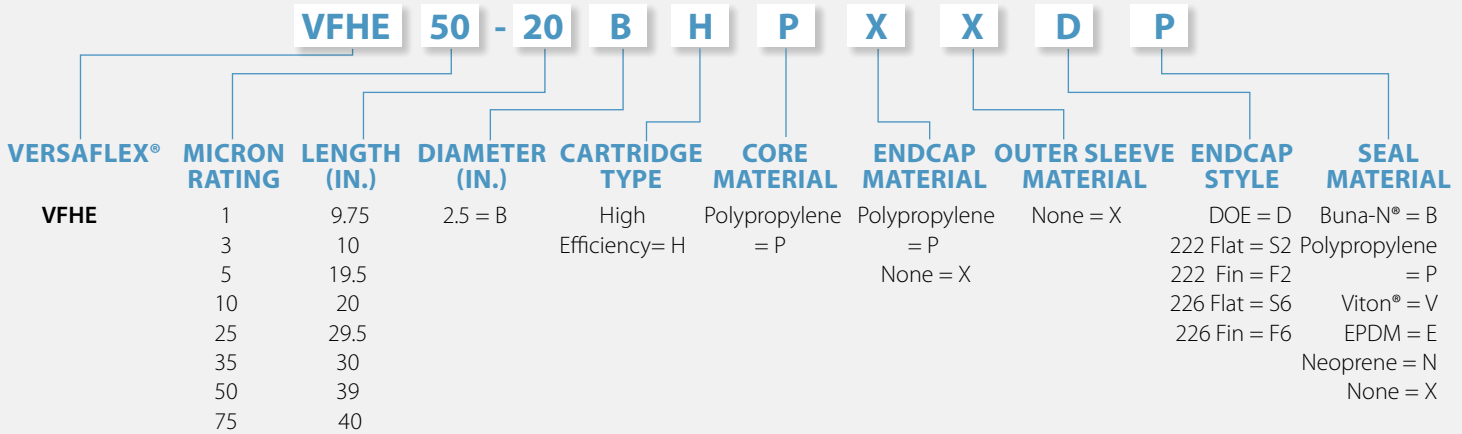 VFHE 50 - 20 B H P X X D P
VERSAFLEX® MICRON LENGTH DIAMETER CARTRIDGE CORE ENDCAP OUTER SLEEVE ENDCAP SEAL
RATING (IN.) (IN.) TYPE MATERIAL MATERIAL MATERIAL STYLE MATERIAL
VFHE 1 9.75 2.5 = B High Polypropylene Polypropylene None = X DOE = D Buna-N® = B
3 10 Efficiency= H = P = P 222 Flat = S2 Polypropylene
5 19.5 None = X 222 Fin = F2 = P
10 20 226 Flat = S6 Viton® = V
25 29.5 226 Fin = F6 EPDM = E
35 30 Neoprene = N
50 39 None = X
75 40